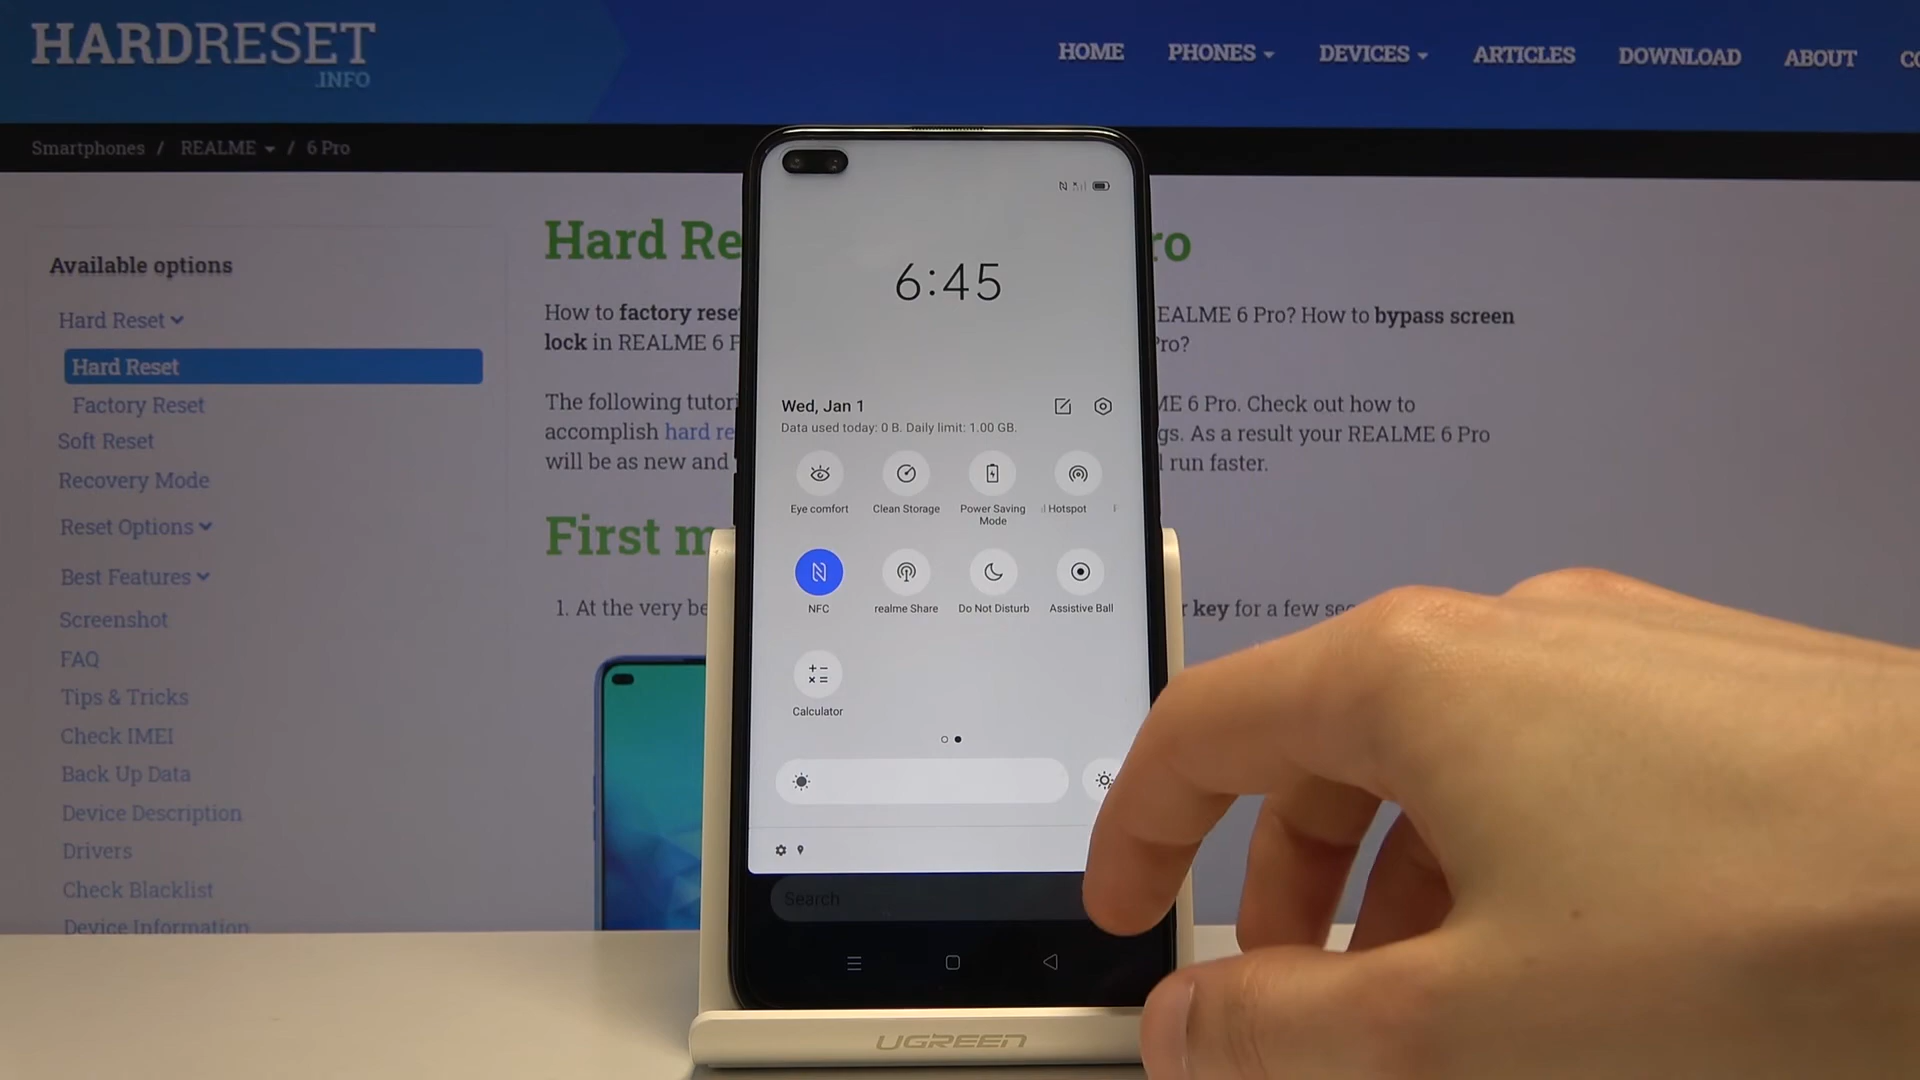 HARDRESET
.INFO
HOME PHONES DEVICES ARTICLES DOWNLOAD ABOUT
Smartphones / REALME / 6 Pro
Available options
Hard Reset
Hard Reset
Factory Reset
Soft Reset
Recovery Mode
Reset Options
Best Features
Screenshot
FAQ
Tips & Tricks
Check IMEI
Back Up Data
Device Description
Drivers
Check Blacklist
Device Information
Hard Re ro
How to factory rese EALME 6 Pro? How to bypass screen
lock in REALME 6 Pro?
The following tutori ME 6 Pro. Check out how to
accomplish hard re gs. As a result your REALME 6 Pro
will be as new and run faster.
First m
1. At the very be key for a few sec
6:45
Wed, Jan 1
Data used today: 0 B. Daily limit: 1.00 GB.
Eye comfort Clean Storage Power Saving Mode Hotspot
NFC realme Share Do Not Disturb Assistive Ball
Calculator
Search
UGREEN